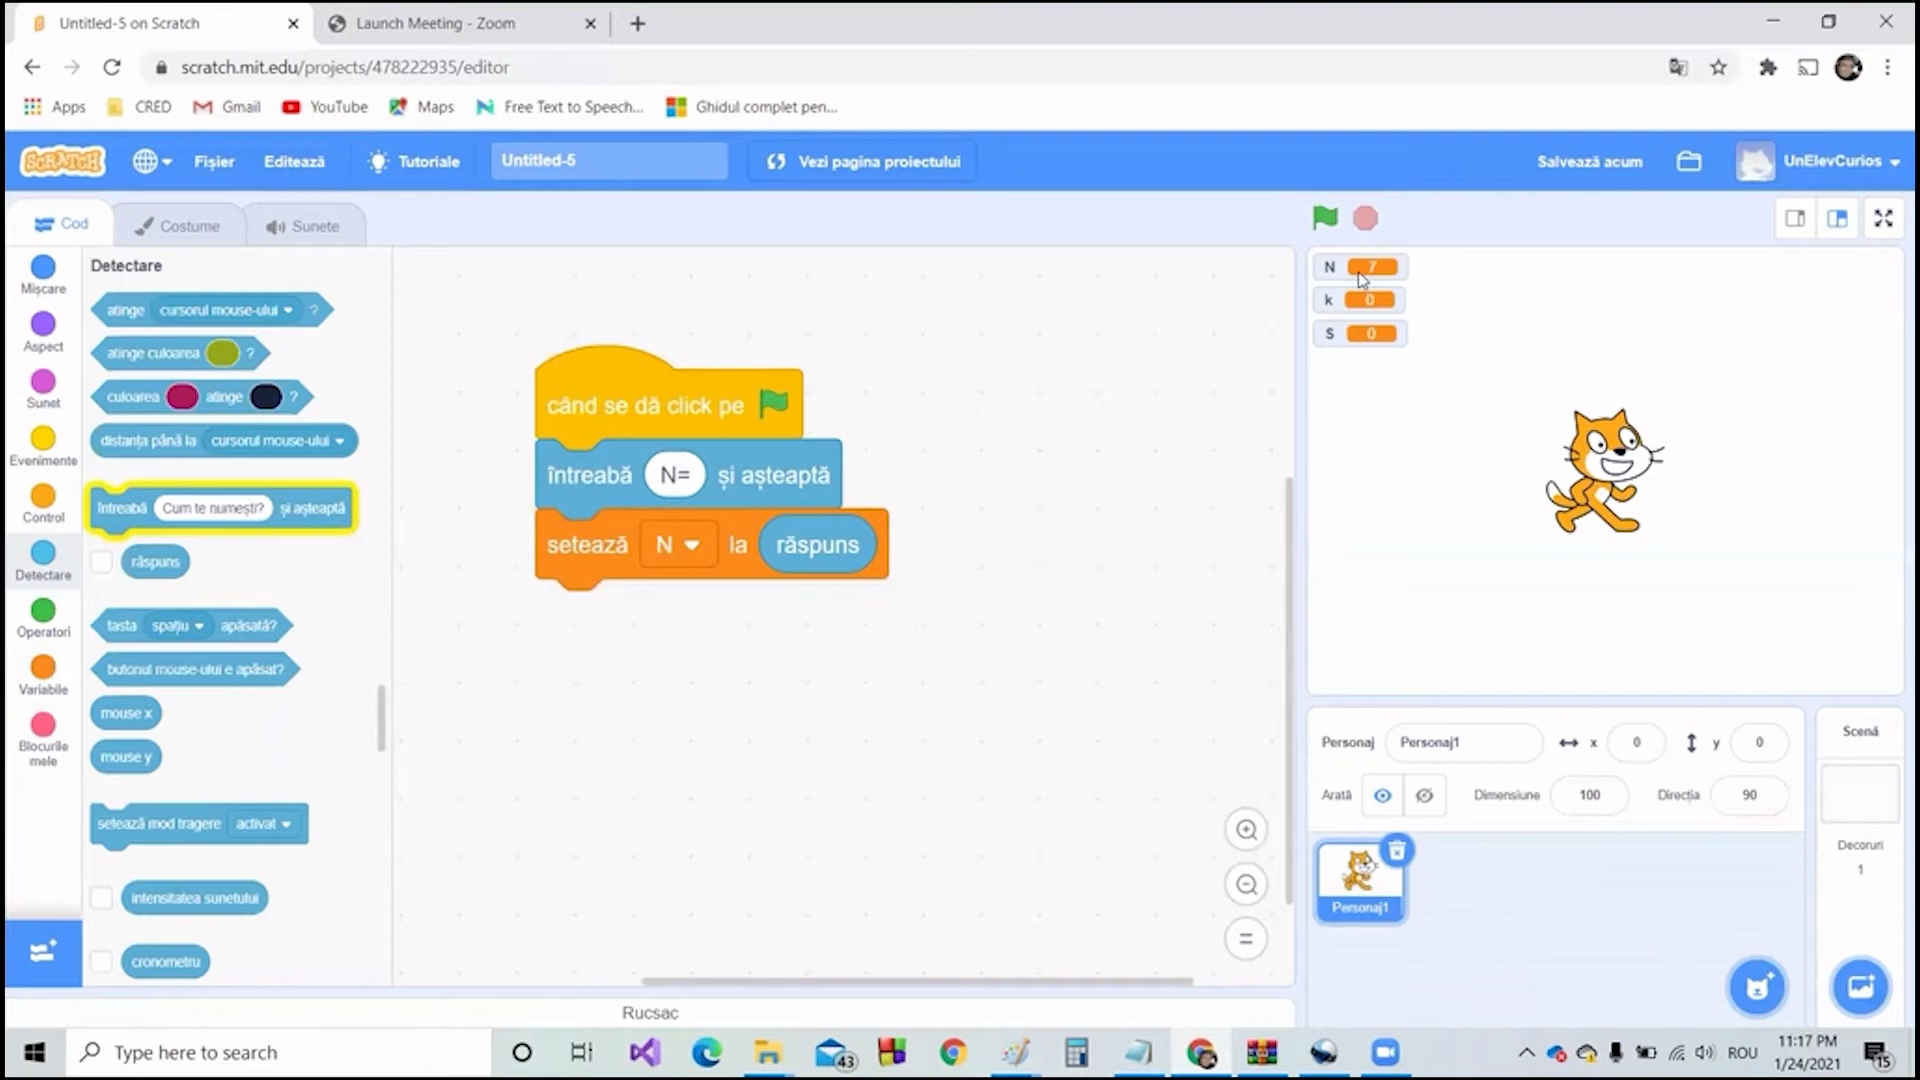 Untitled-5 on Scratch
Launch Meeting - Zoom
scratch.mit.edu/projects/478222935/editor
Apps
CRED
Gmail
YouTube
Maps
Free Text to Speech...
Ghidul complet pen...
SCRATCH
Fișier
Editează
Tutoriale
Untitled-5
Vezi pagina proiectului
Salvează acum
UnElevCurios
Cod
Costume
Sunete
Mișcare
Aspect
Sunet
Evenimente
Control
Detectare
Operatori
Variabile
Blocurile
mele
Detectare
atinge cursorul mouse-ului ?
atinge culoarea ?
culoarea atinge ?
distanța până la cursorul mouse-ului
întreabă Cum te numești? și așteaptă
răspuns
tasta spațiu apăsată?
butonul mouse-ului e apăsat?
mouse x
mouse y
setează mod tragere activat
intensitatea sunetului
cronometru
când se dă click pe
întreabă N= și așteaptă
setează N la răspuns
Rucsac
N 7
k 0
S 0
Personaj Personaj1 x 0 y 0
Arată Dimensiune 100 Direcția 90
Personaj1
Scenă
Decoruri
1
Type here to search
43
ROU
11:17 PM
1/24/2021
15